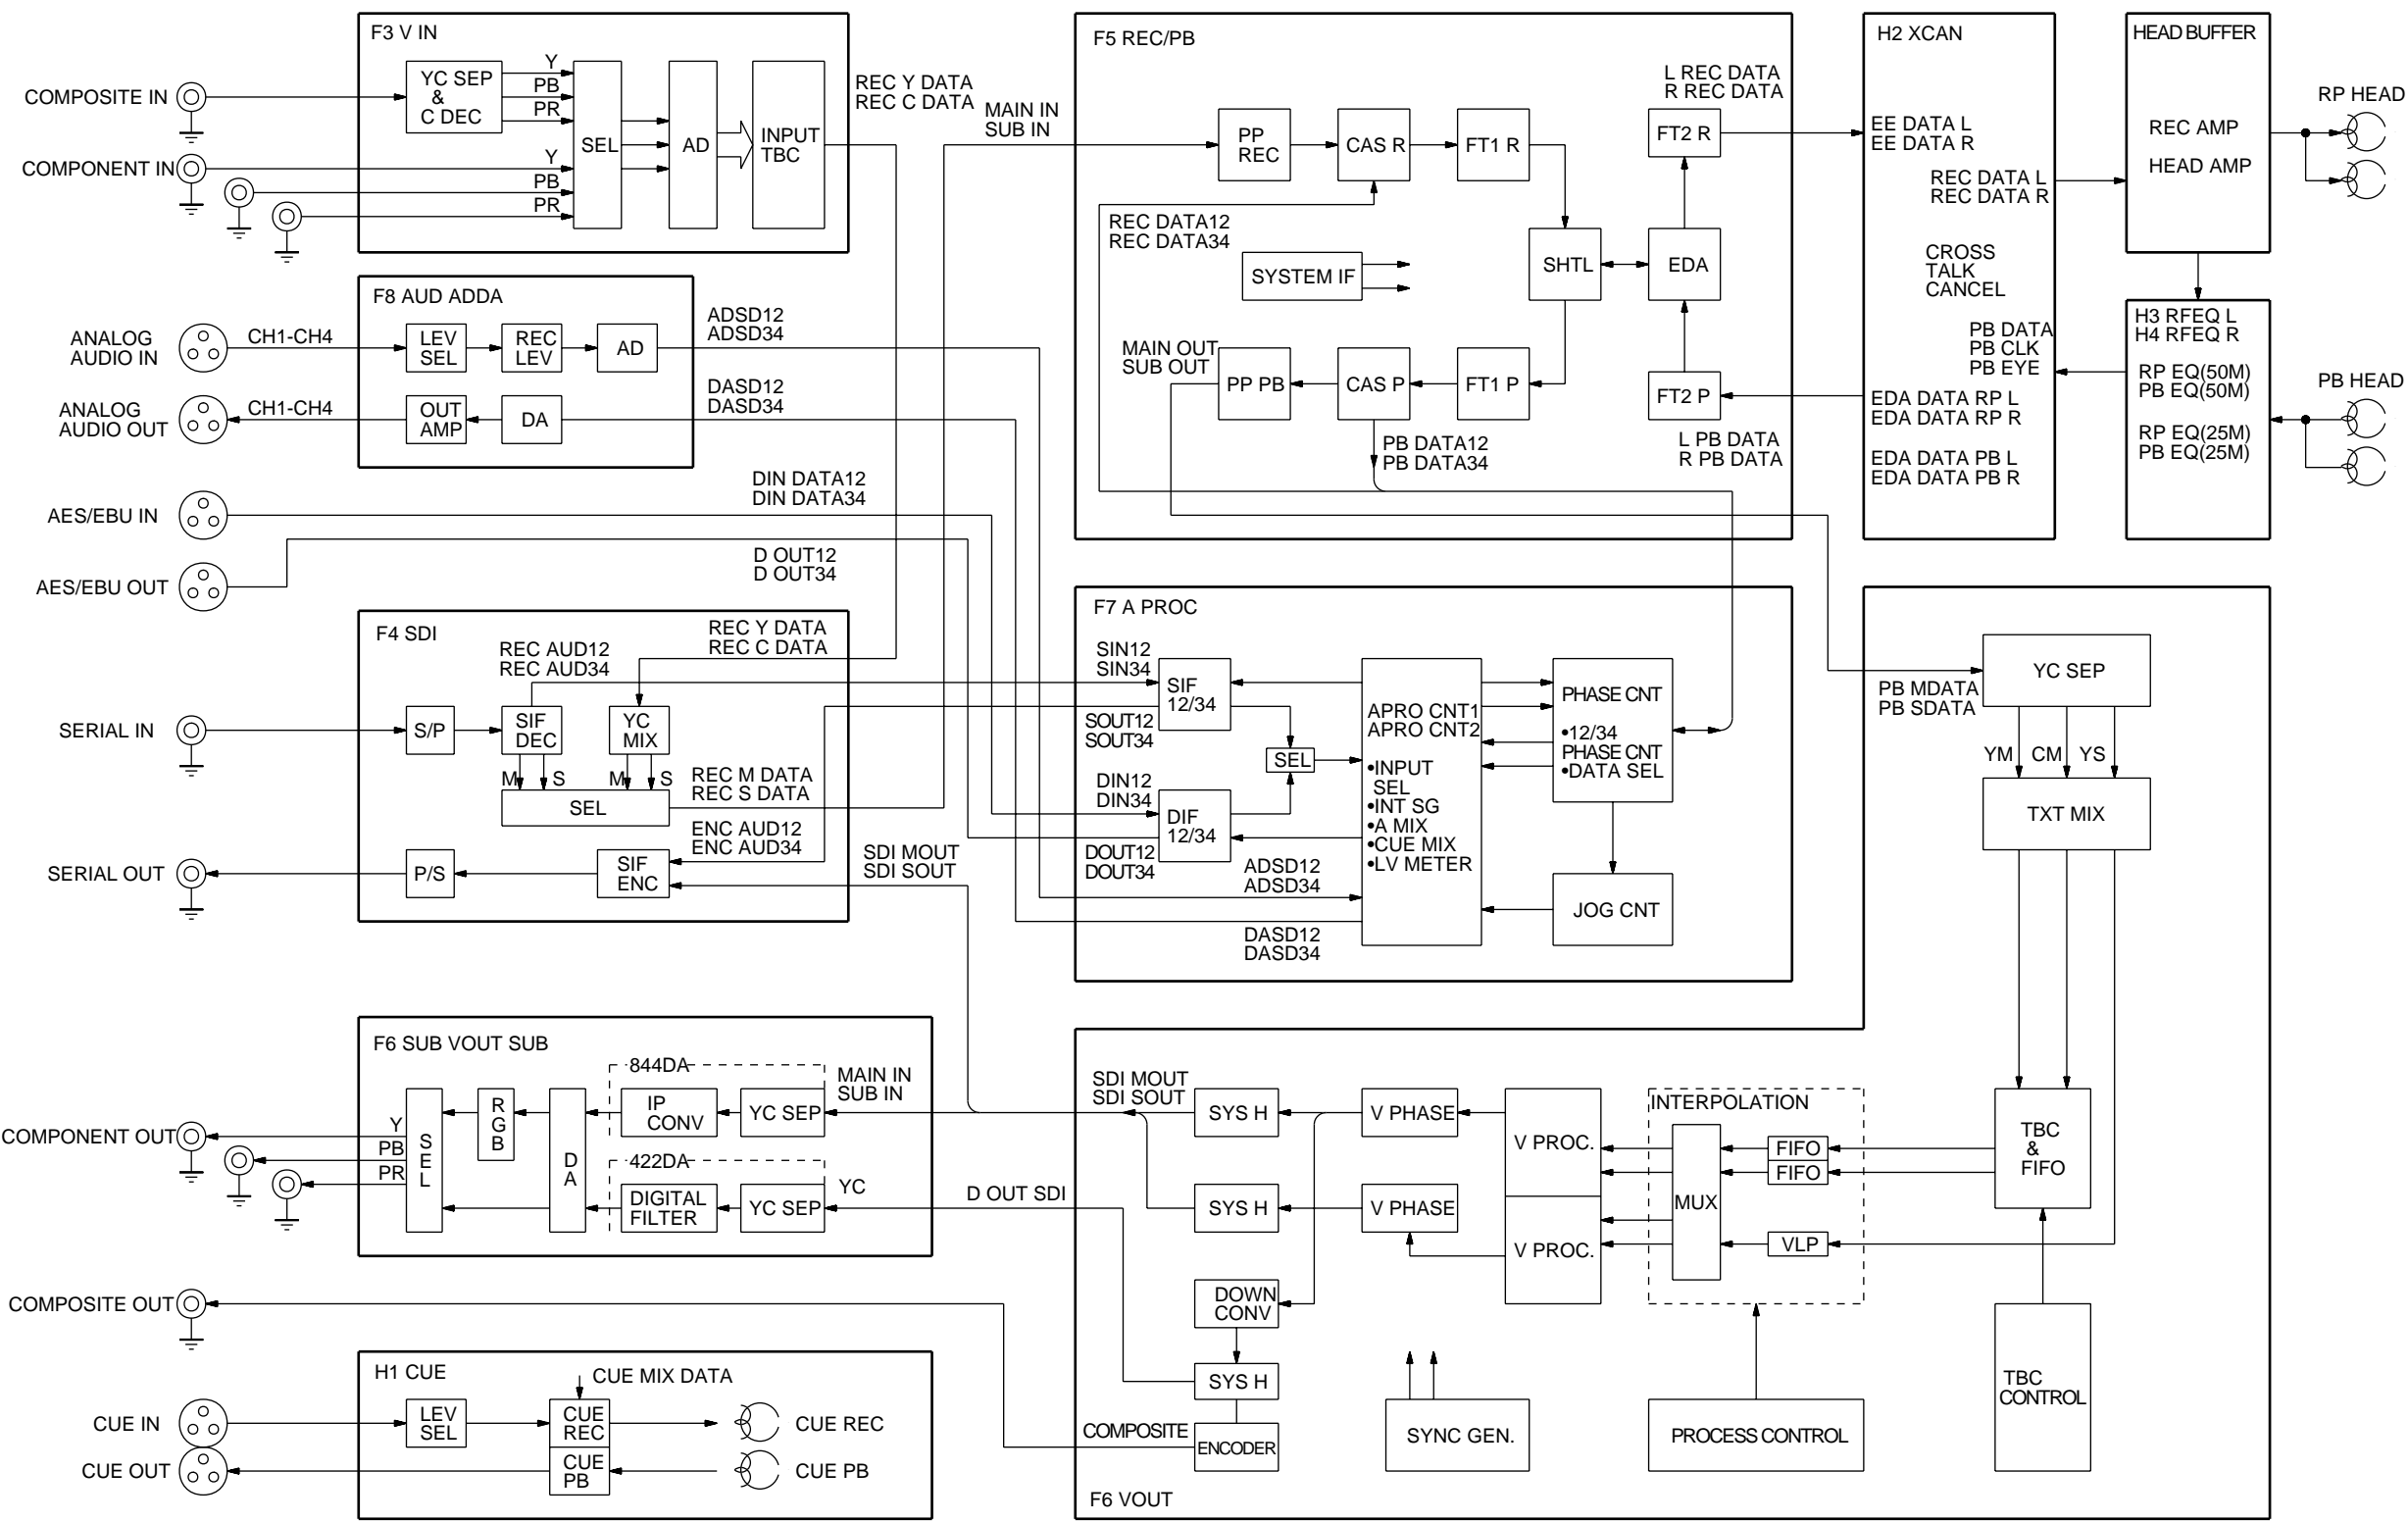 F3 V IN
COMPOSITE IN
YC SEP
&
C DEC
Y
PB
PR
COMPONENT IN
Y
PB
PR
SEL
AD
INPUT
TBC
REC Y DATA
REC C DATA
F8 AUD ADDA
ANALOG
AUDIO IN
CH1-CH4
LEV
SEL
REC
LEV
AD
ADSD12
ADSD34
ANALOG
AUDIO OUT
CH1-CH4
OUT
AMP
DA
DASD12
DASD34
AES/EBU IN
DIN DATA12
DIN DATA34
AES/EBU OUT
D OUT12
D OUT34
F4 SDI
REC AUD12
REC AUD34
REC Y DATA
REC C DATA
SERIAL IN
S/P
SIF
DEC
YC
MIX
M
S
M
S
SEL
REC M DATA
REC S DATA
ENC AUD12
ENC AUD34
SERIAL OUT
P/S
SIF
ENC
SDI MOUT
SDI SOUT
F5 REC/PB
MAIN IN
SUB IN
PP
REC
CAS R
FT1 R
L REC DATA
R REC DATA
FT2 R
REC DATA12
REC DATA34
SYSTEM IF
SHTL
EDA
MAIN OUT
SUB OUT
PP PB
CAS P
FT1 P
FT2 P
PB DATA12
PB DATA34
L PB DATA
R PB DATA
H2 XCAN
EE DATA L
EE DATA R
REC DATA L
REC DATA R
CROSS
TALK
CANCEL
PB DATA
PB CLK
PB EYE
EDA DATA RP L
EDA DATA RP R
EDA DATA PB L
EDA DATA PB R
HEAD BUFFER
REC AMP
HEAD AMP
RP HEAD
H3 RFEQ L
H4 RFEQ R
RP EQ(50M)
PB EQ(50M)
RP EQ(25M)
PB EQ(25M)
PB HEAD
F7 A PROC
SIN12
SIN34
SIF
12/34
SOUT12
SOUT34
SEL
DIN12
DIN34
DIF
12/34
DOUT12
DOUT34
ADSD12
ADSD34
DASD12
DASD34
APRO CNT1
APRO CNT2
•INPUT
SEL
•INT SG
•A MIX
•CUE MIX
•LV METER
PHASE CNT
•12/34
PHASE CNT
•DATA SEL
JOG CNT
PB MDATA
PB SDATA
YC SEP
YM
CM
YS
TXT MIX
F6 SUB VOUT SUB
844DA
MAIN IN
SUB IN
IP
CONV
YC SEP
R
G
B
COMPONENT OUT
Y
PB
PR
S
E
L
D
A
422DA
DIGITAL
FILTER
YC SEP
YC
D OUT SDI
COMPOSITE OUT
H1 CUE
CUE MIX DATA
CUE IN
LEV
SEL
CUE
REC
CUE REC
CUE OUT
CUE
PB
CUE PB
SDI MOUT
SDI SOUT
SYS H
V PHASE
V PROC.
INTERPOLATION
MUX
FIFO
FIFO
TBC
&
FIFO
SYS H
V PHASE
V PROC.
VLP
DOWN
CONV
SYS H
COMPOSITE
ENCODER
SYNC GEN.
PROCESS CONTROL
TBC
CONTROL
F6 VOUT